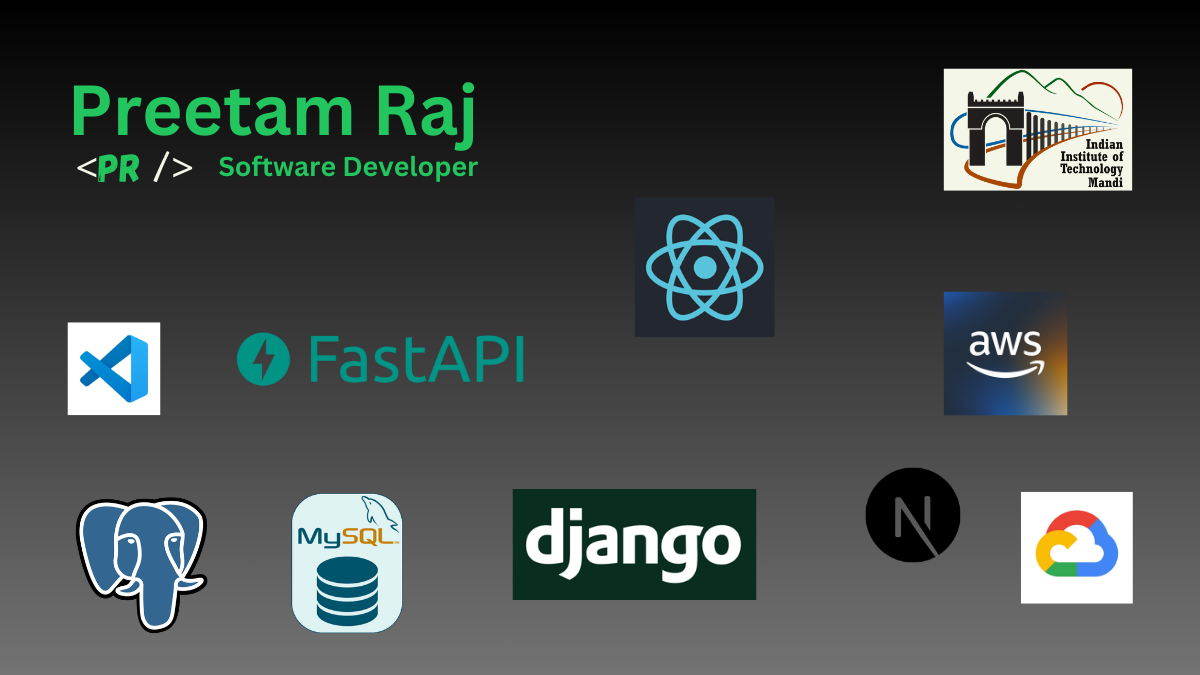 Preetam Raj
<PR /> Software Developer
Indian
Institute of
Technology
Mandi
aws
FastAPI
MySQL
django
N